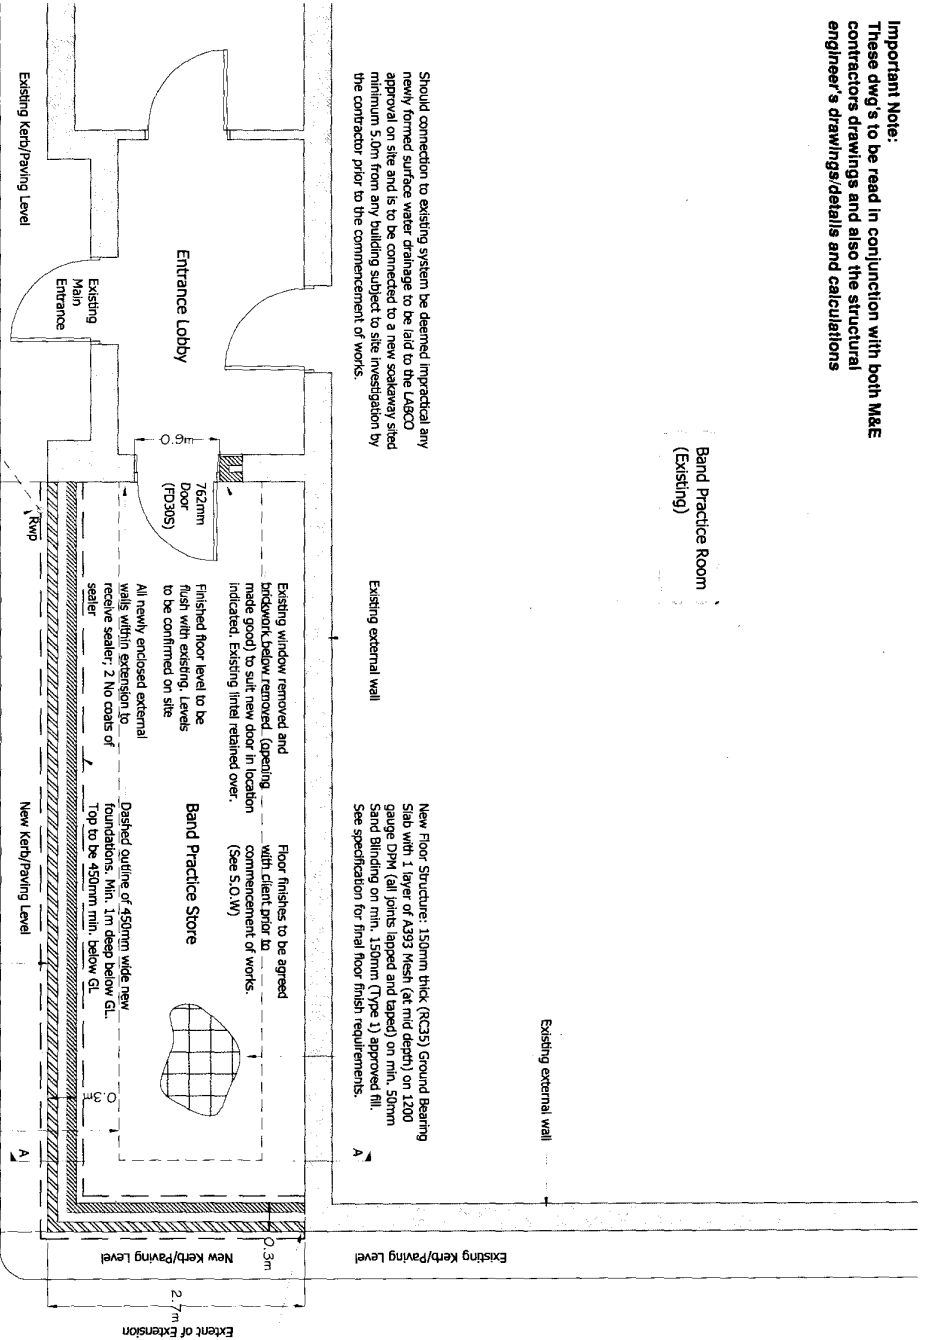 Important Note:
These dwg's to be read in conjunction with both M&E
contractors drawings and also the structural
engineer's drawings/details and calculations
Band Practice Room
(Existing)
Existing external wall
Should connection to existing system be deemed impractical any
newly formed surface water drainage to be laid to the LABCO
approval on site and is to be connected to a new soakaway sited
minimum 5.0m from any building subject to site investigation by
the contractor prior to the commencement of works.
Existing external wall
New Floor Structure: 150mm thick (RC35) Ground Bearing
Slab with 1 layer of A393 Mesh (at mid depth) on 1200
gauge DPM (all joints lapped and taped) on min. 50mm
Sand Blinding on min. 150mm (Type 1) approved fill.
See specification for final floor finish requirements.
A
Existing Kerb/Paving Level
Entrance Lobby
0.9m
762mm
Door
(FD30S)
Existing window removed and
brickwork below removed (opening
made good) to suit new door in location
indicated. Existing lintel retained over.
Finished floor level to be
flush with existing. Levels
to be confirmed on site
All newly enclosed external
walls within extension to
receive sealer; 2 No coats of
sealer
Floor finishes to be agreed
with client prior to
commencement of works.
(See S.O.W)
Band Practice Store
Dashed outline of 450mm wide new
foundations. Min. 1m deep below GL.
Top to be 450mm min. below GL
0.3m
0.3m
New Kerb/Paving Level
2.7m
Extent of Extension
Existing
Main
Entrance
Rwp
Existing Kerb/Paving Level
New Kerb/Paving Level
A